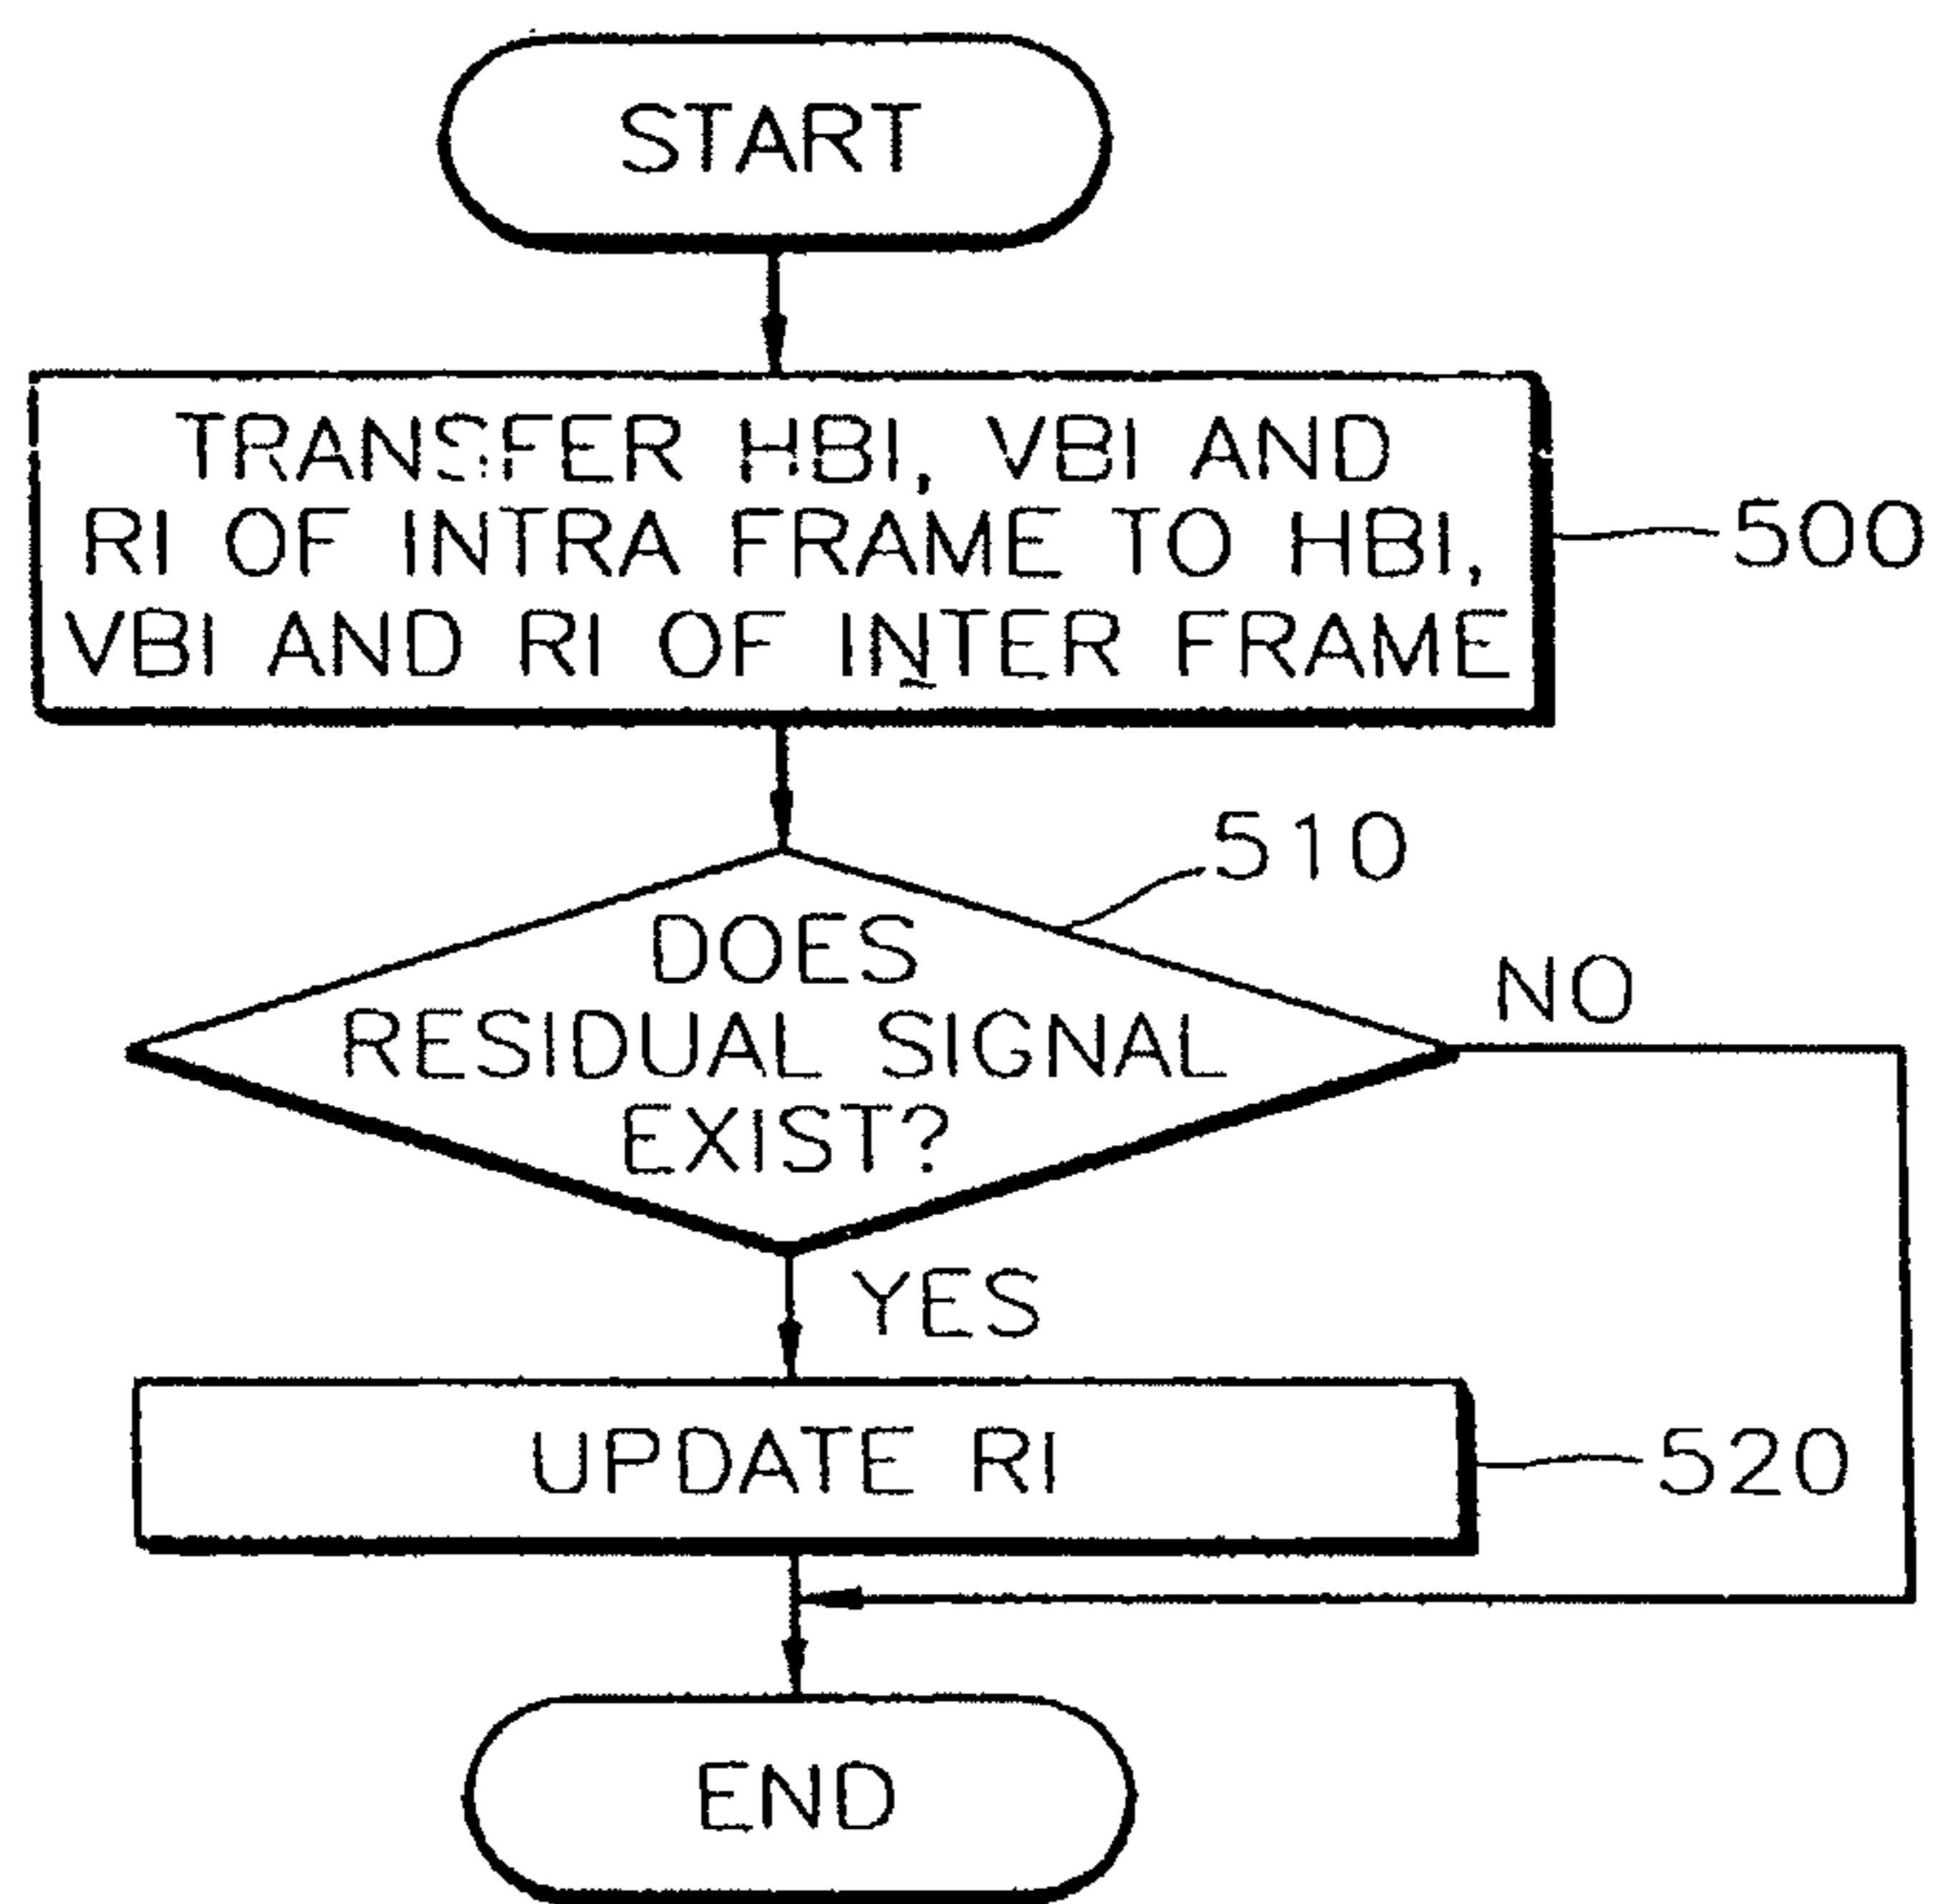 START
TRANSFER HBI, VBI AND
RI OF INTRA FRAME TO HBI,
VBI AND RI OF INTER FRAME
500
510
DOES
RESIDUAL SIGNAL
EXIST?
NO
YES
UPDATE RI
520
END